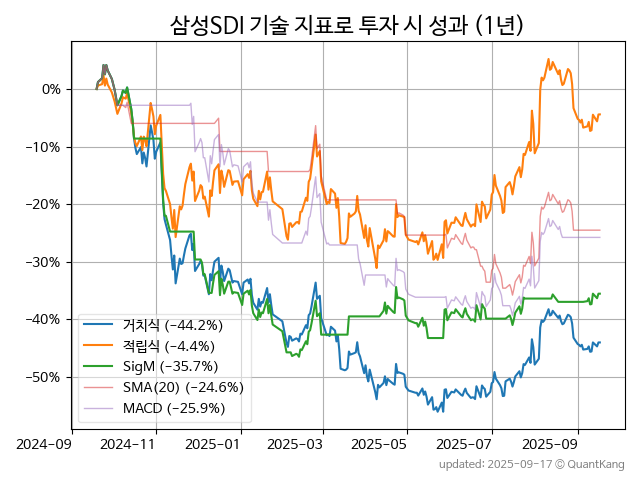 삼성SDI 기술 지표로 투자 시 성과 (1년)
0%
−10%
−20%
−30%
−40%
−50%
거치식 (−44.2%)
적립식 (−4.4%)
SigM (−35.7%)
SMA(20) (−24.6%)
MACD (−25.9%)
2024−09 2024−11 2025−01 2025−03 2025−05 2025−07 2025−09
updated: 2025−09−17 © QuantKang